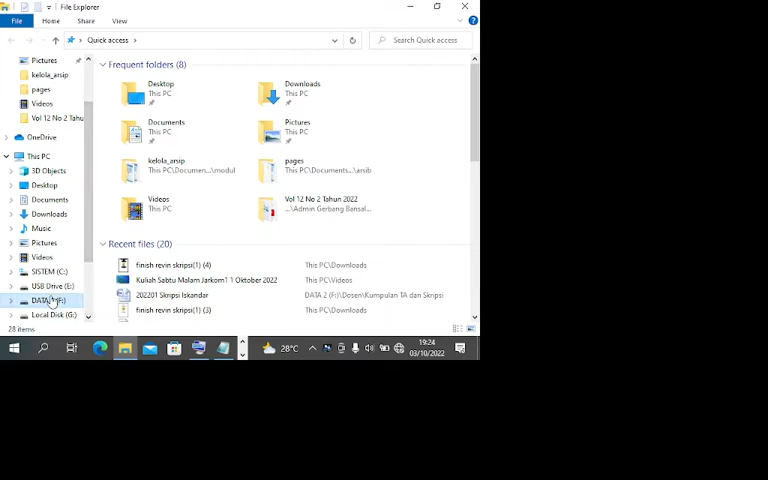 File Explorer
File Home Share View
Quick access
Search Quick access
Pictures
kelola_arsip
pages
Videos
Vol 12 No 2 Tahu
OneDrive
This PC
3D Objects
Desktop
Documents
Downloads
Music
Pictures
Videos
SISTEM (C:)
USB Drive (E:)
DATA (F:)
Local Disk (G:)
28 items
Frequent folders (8)
Desktop
This PC
Downloads
This PC
Documents
This PC
Pictures
This PC
kelola_arsip
This PC\Documen...\modul
pages
This PC\Documents...\arsib
Videos
This PC
Vol 12 No 2 Tahun 2022
...\Admin Gerbang Bansal...
Recent files (20)
finish revin skripsi(1) (4) This PC\Downloads
Kuliah Sabtu Malam Jarkom1 1 Oktober 2022 This PC\Videos
202201 Skripsi Iskandar DATA 2 (F:)\Dosen\Kumpulan TA dan Skripsi
finish revin skripsi(1) (3) This PC\Downloads
28°C
19:24
03/10/2022